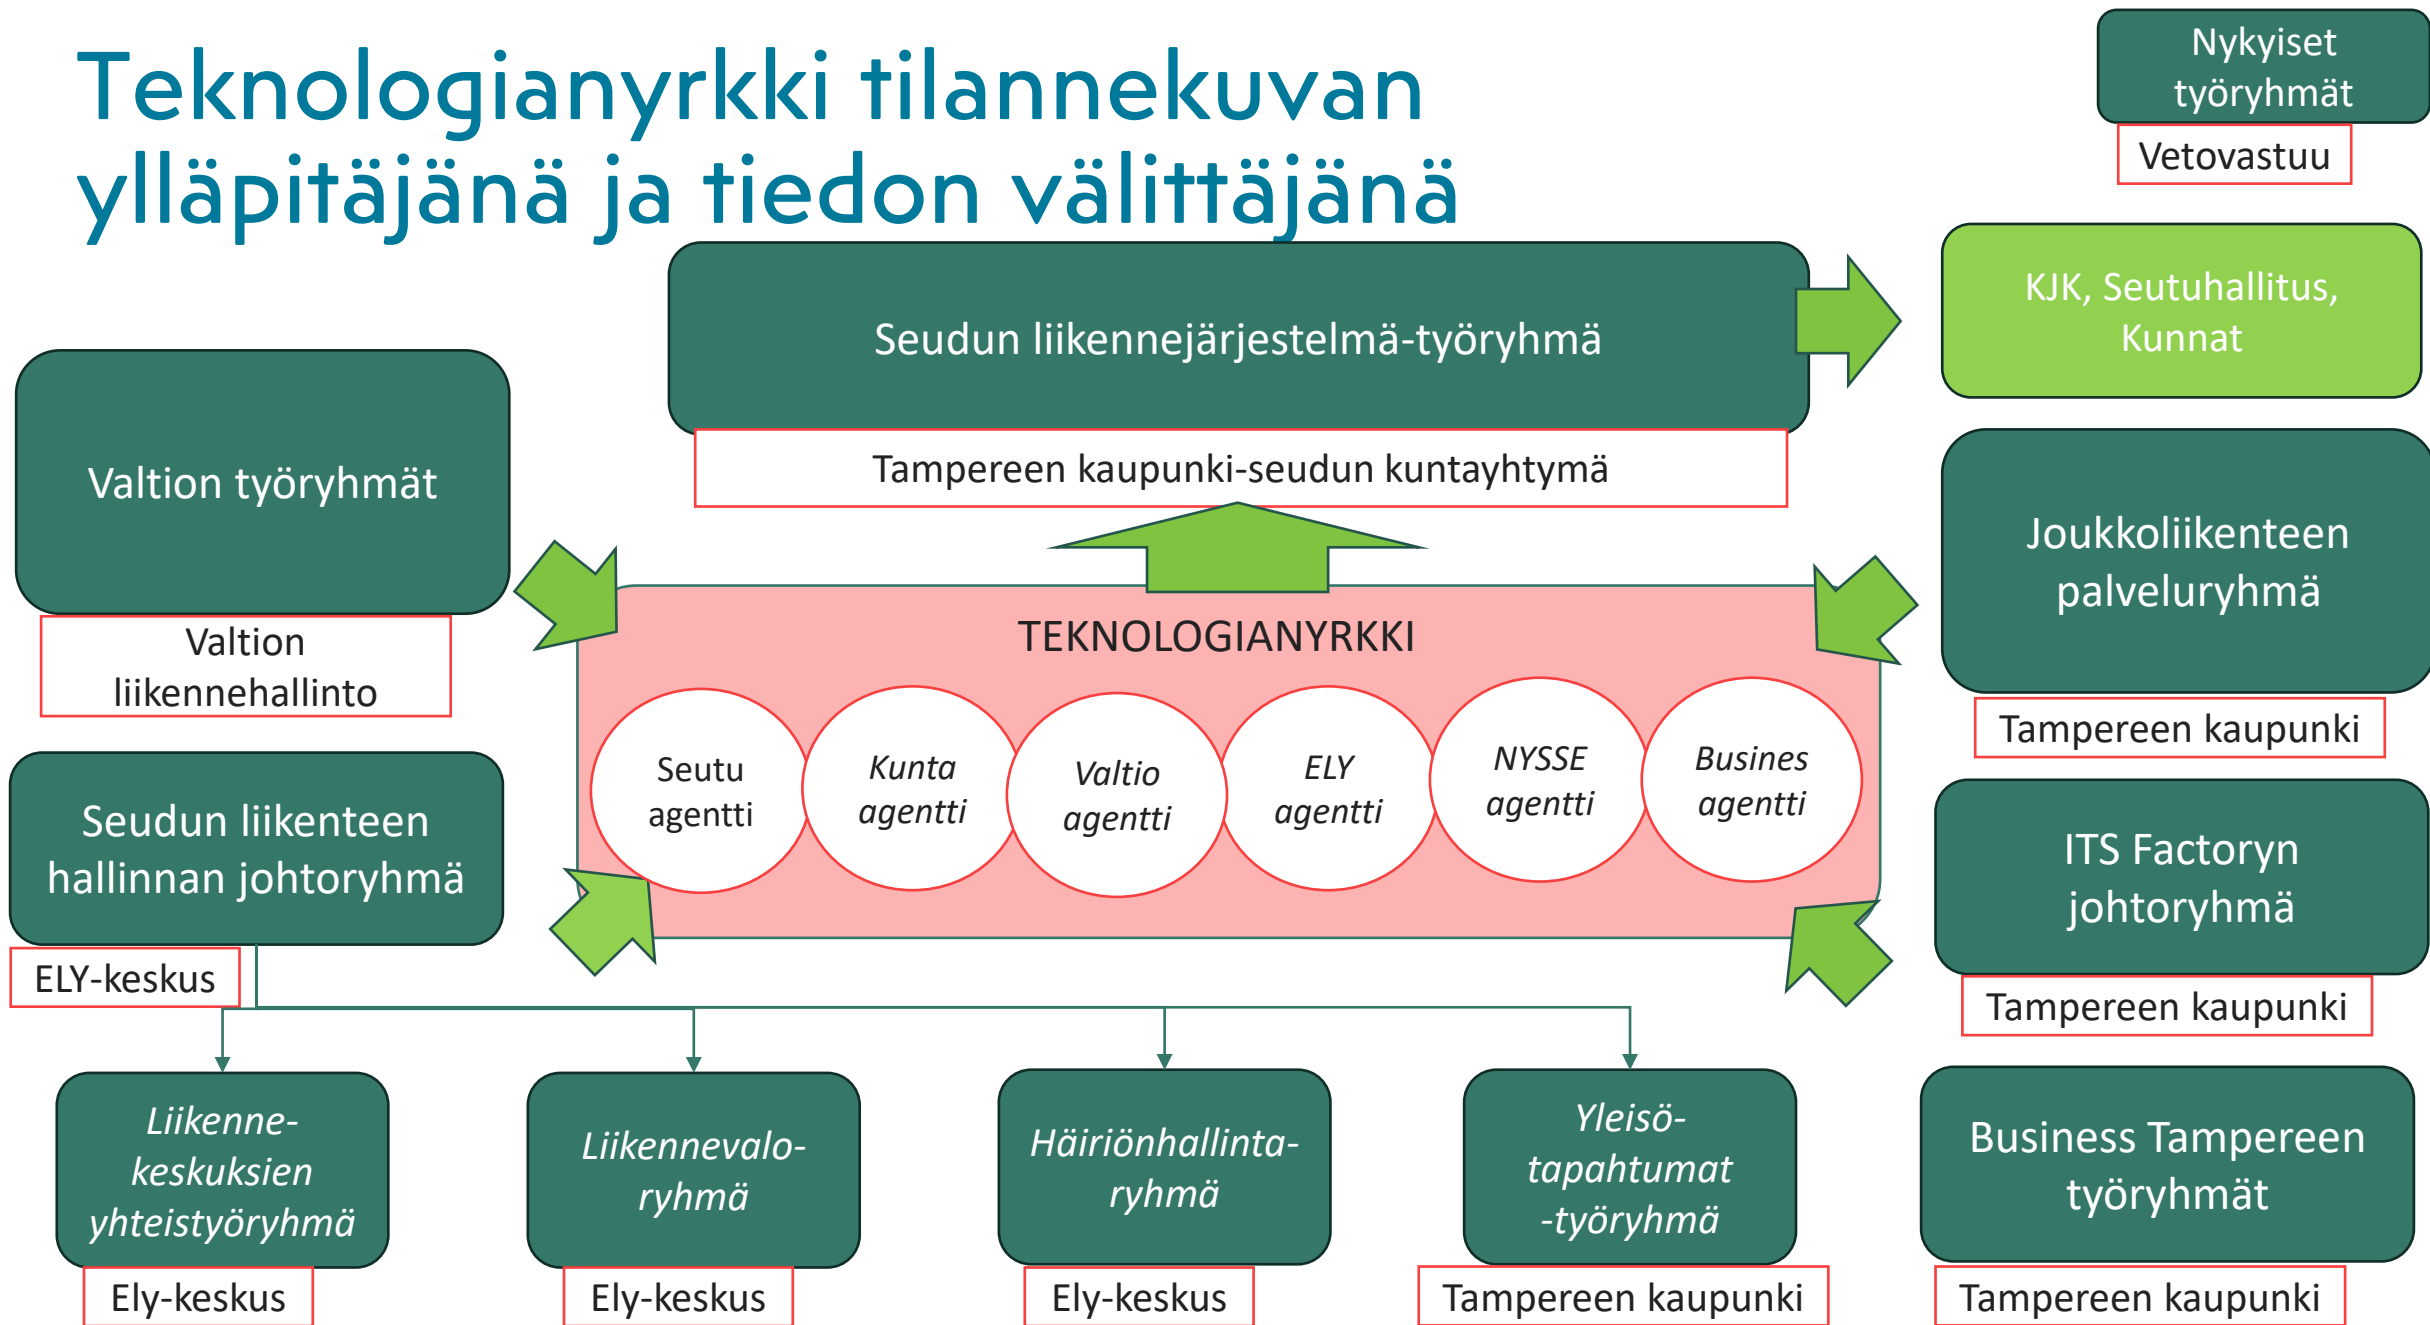 Teknologianyrkki tilannekuvan
ylläpitäjänä ja tiedon välittäjänä
Nykyiset
työryhmät
Vetovastuu
Seudun liikennejärjestelmä-työryhmä
Tampereen kaupunki-seudun kuntayhtymä
KJK, Seutuhallitus,
Kunnat
Valtion työryhmät
Valtion
liikennehallinto
Joukkoliikenteen
palveluryhmä
Tampereen kaupunki
TEKNOLOGIANYRKKI
Seutu
agentti
Kunta
agentti
Valtio
agentti
ELY
agentti
NYSSE
agentti
Busines
agentti
Seudun liikenteen
hallinnan johtoryhmä
ELY-keskus
ITS Factoryn
johtoryhmä
Tampereen kaupunki
Liikenne-
keskuksien
yhteistyöryhmä
Ely-keskus
Liikennevalo-
ryhmä
Ely-keskus
Häiriönhallinta-
ryhmä
Ely-keskus
Yleisö-
tapahtumat
-työryhmä
Tampereen kaupunki
Business Tampereen
työryhmät
Tampereen kaupunki